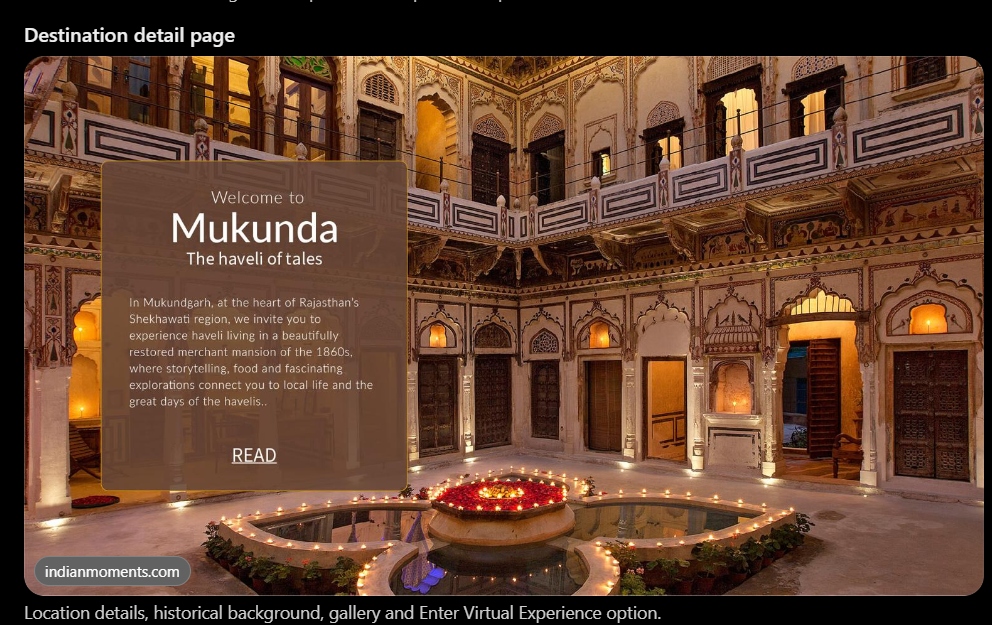 Destination detail page
Welcome to
Mukunda
The haveli of tales
In Mukundgarh, at the heart of Rajasthan's
Shekhawati region, we invite you to
experience haveli living in a beautifully
restored merchant mansion of the 1860s,
where storytelling, food and fascinating
explorations connect you to local life and the
great days of the havelis..
READ
indianmoments.com
Location details, historical background, gallery and Enter Virtual Experience option.